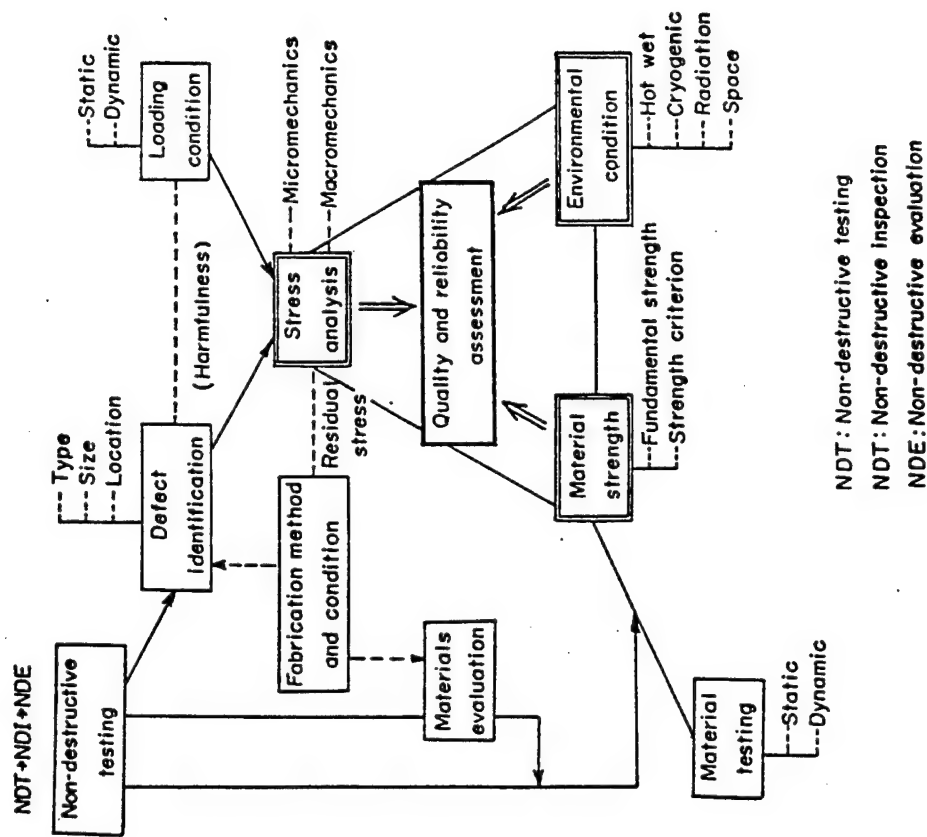 NDT→NDI→NDE
Non-destructive
testing
---Type
---Size
---Location
Defect
identification
---Static
---Dynamic
Loading
condition
(Harmfulness)
Fabrication method
and condition
Residual
stress
Stress
analysis
---Micromechanics
---Macromechanics
Materials
evaluation
Quality and reliability
assessment
Material
testing
---Static
---Dynamic
Material
strength
---Fundamental strength
---Strength criterion
Environmental
condition
---Hot wet
---Cryogenic
---Radiation
---Space
NDT: Non-destructive testing
NDT: Non-destructive inspection
NDE: Non-destructive evaluation